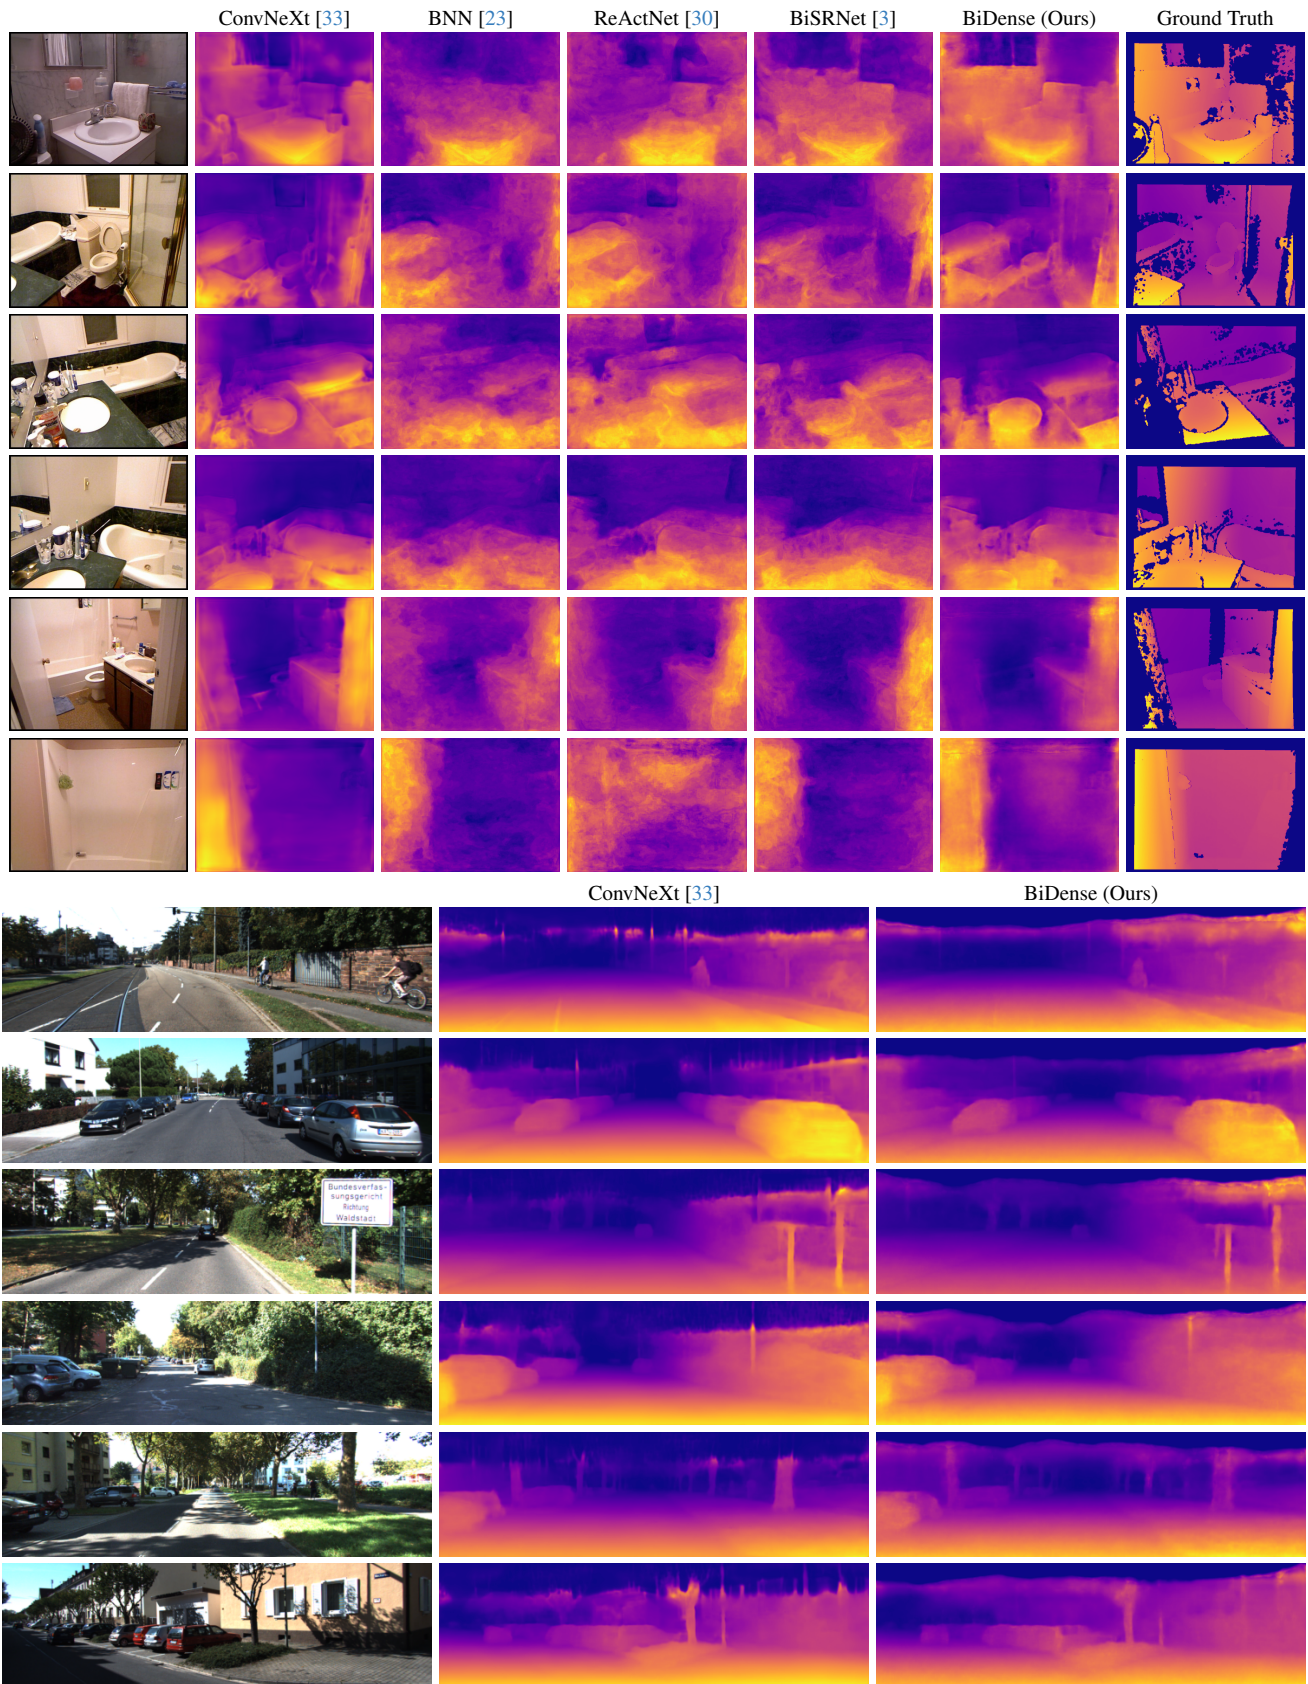 ConvNeXt [33] BNN [23] ReActNet [30] BiSRNet [3] BiDense (Ours) Ground Truth
ConvNeXt [33] BiDense (Ours)
Bundesverfas-
sungsgericht
Richtung
Waldstadt